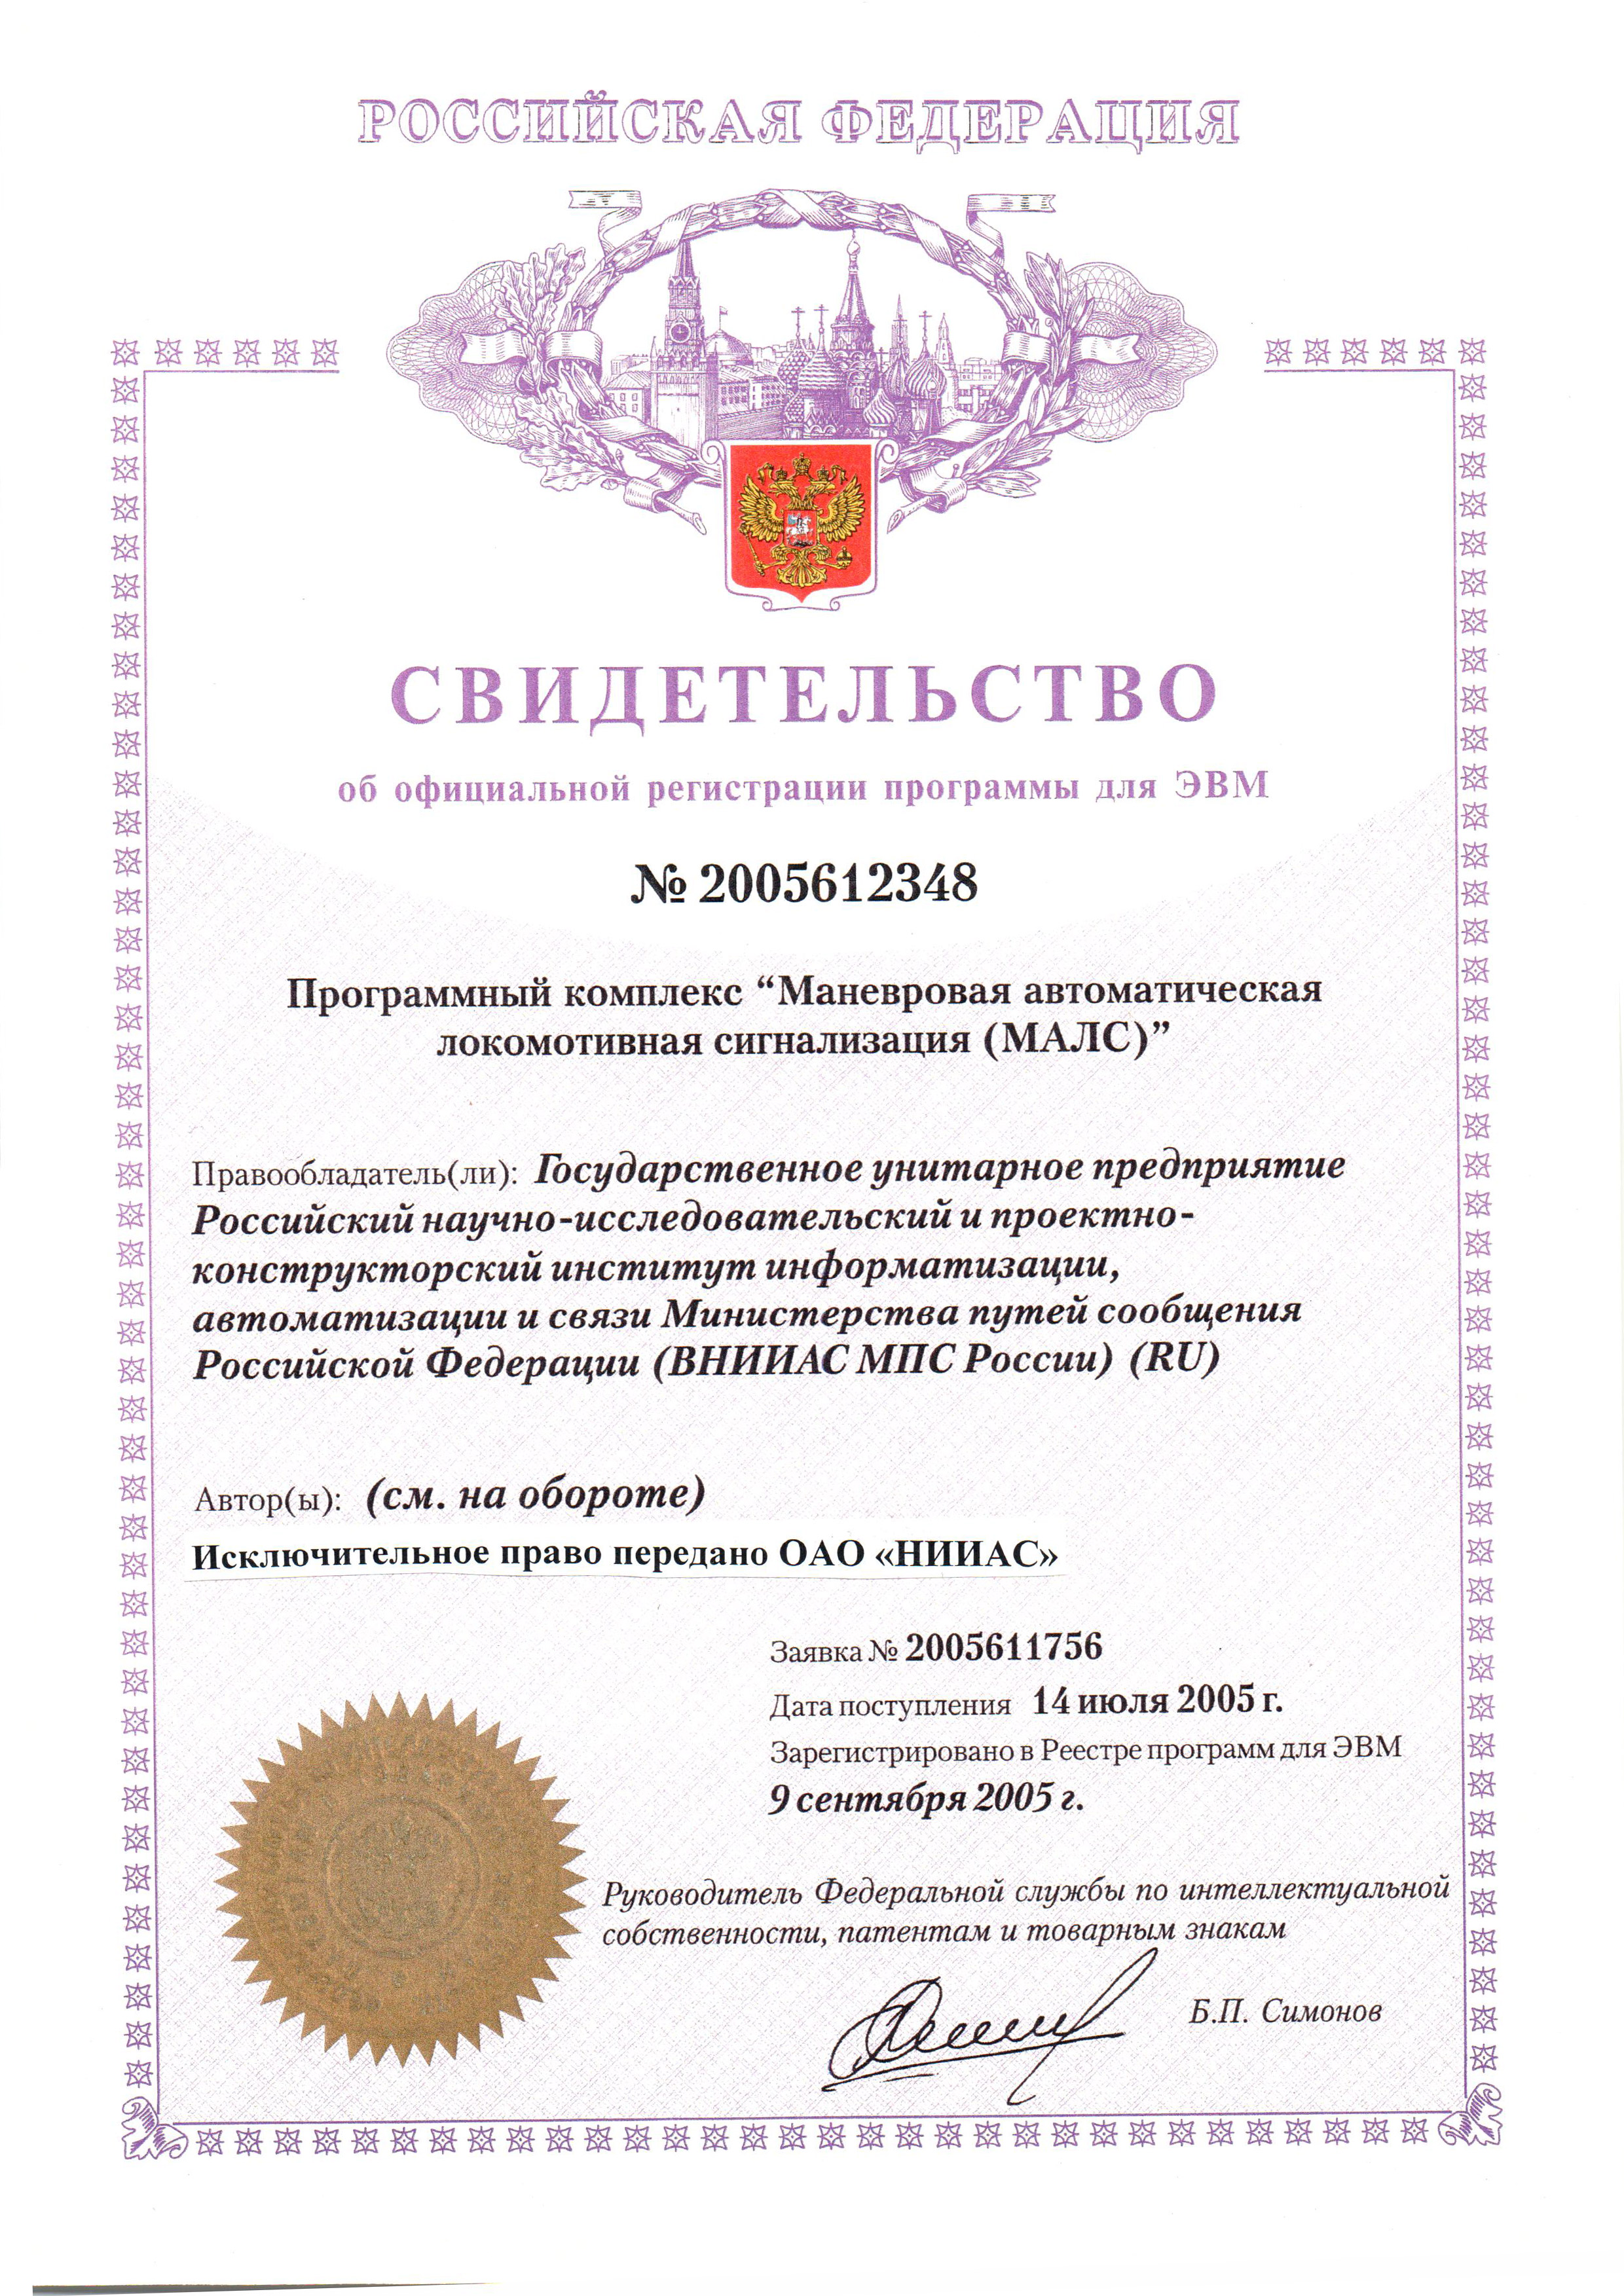 РОССИЙСКАЯ ФЕДЕРАЦИЯ
СВИДЕТЕЛЬСТВО
об официальной регистрации программы для ЭВМ
№ 2005612348
Программный комплекс “Маневровая автоматическая
локомотивная сигнализация (МАЛС)”
Правообладатель(ли): Государственное унитарное предприятие
Российский научно-исследовательский и проектно-
конструкторский институт информатизации,
автоматизации и связи Министерства путей сообщения
Российской Федерации (ВНИИАС МПС России) (RU)
Автор(ы): (см. на обороте)
Исключительное право передано ОАО «НИИАС»
Заявка № 2005611756
Дата поступления 14 июля 2005 г.
Зарегистрировано в Реестре программ для ЭВМ
9 сентября 2005 г.
Руководитель Федеральной службы по интеллектуальной
собственности, патентам и товарным знакам
Б.П. Симонов